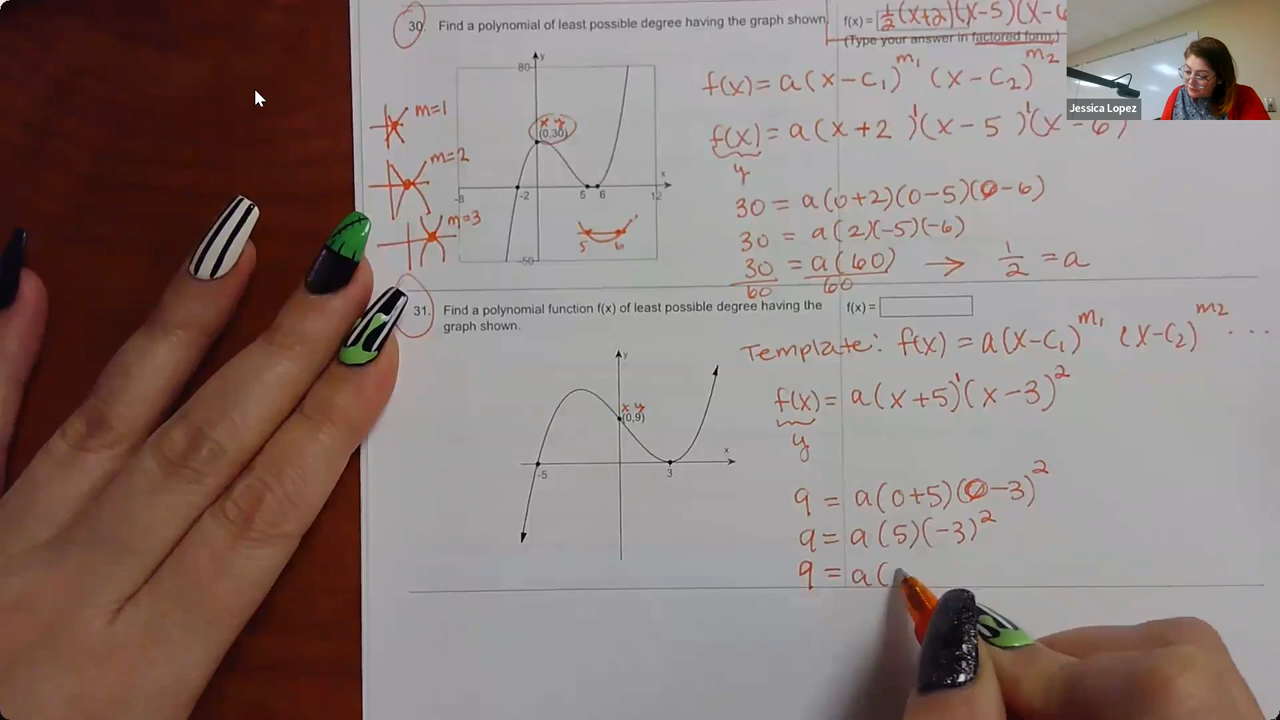 30. Find a polynomial of least possible degree having the graph shown.
f(x) = 1/2 (x+2)(x-5)(x-6
(Type your answer in factored form.)
Jessica Lopez
80
y
x y
(0,30)
x
-8
-2
5 6
12
-50
m=1
m=2
m=3
5 6
f(x) = a(x-c₁)^m₁ (x-c₂)^m₂
f(x) = a(x+2)¹(x-5)¹(x-6)
y
30 = a(0+2)(0-5)(0-6)
30 = a(2)(-5)(-6)
30/60 = a(60)/60 → 1/2 = a
31. Find a polynomial function f(x) of least possible degree having the
graph shown.
f(x) =
y
x y
(0,9)
x
-5
3
Template: f(x) = a(x-c₁)^m₁ (x-c₂)^m₂ ...
f(x) = a(x+5)¹(x-3)²
y
9 = a(0+5)(0-3)²
9 = a(5)(-3)²
9 = a(